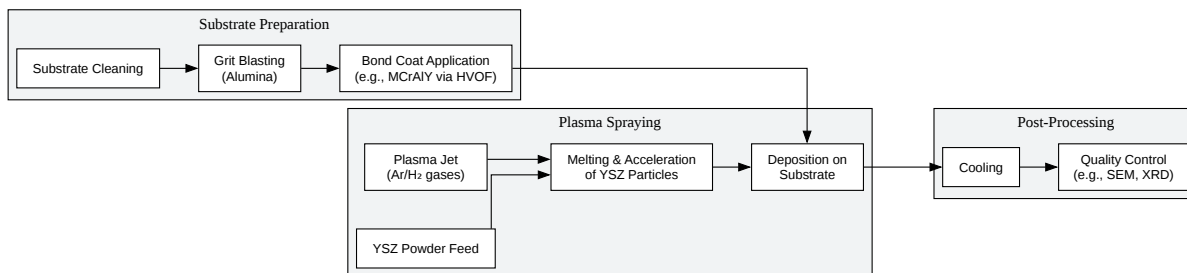 Substrate Preparation
Substrate Cleaning
Grit Blasting
(Alumina)
Bond Coat Application
(e.g., MCrAlY via HVOF)
Plasma Spraying
Plasma Jet
(Ar/H₂ gases)
YSZ Powder Feed
Melting & Acceleration
of YSZ Particles
Deposition on
Substrate
Post-Processing
Cooling
Quality Control
(e.g., SEM, XRD)